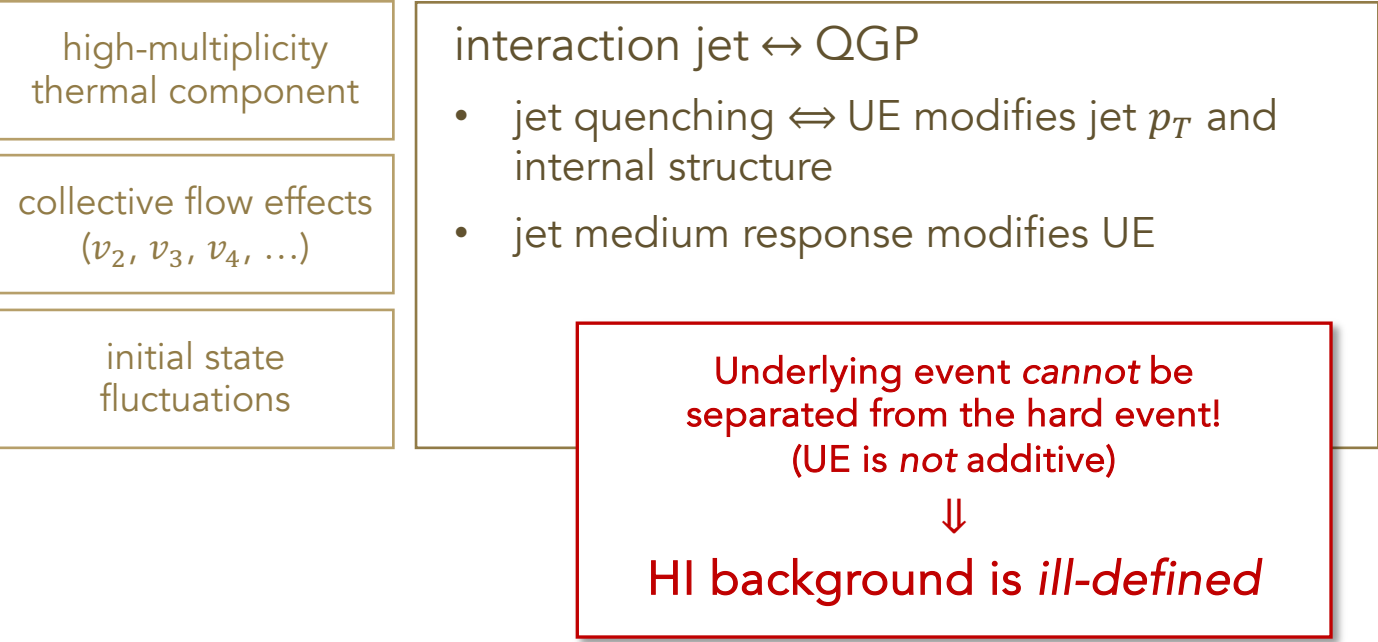 high-multiplicity
thermal component
collective flow effects
(𝑣₂, 𝑣₃, 𝑣₄, …)
initial state
fluctuations
interaction jet ↔ QGP
• jet quenching ⟺ UE modifies jet 𝑝_𝑇 and
internal structure
• jet medium response modifies UE
Underlying event cannot be
separated from the hard event!
(UE is not additive)
⇓
HI background is ill-defined